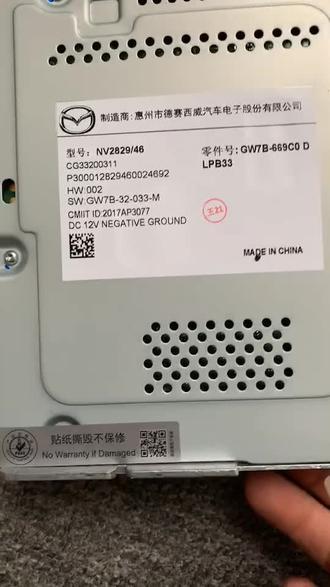 制造商:惠州市德赛西威汽车电子股份有限公司
型号: NV2829/46
零件号: GW7B-669C0 D
CG33200311
LPB33
P300012829460024692
HW:002
SW:GW7B-32-033-M
CMIIT ID:2017AP3077
DC 12V NEGATIVE GROUND
MADE IN CHINA
贴纸撕毁不保修
No Warranty if Damaged